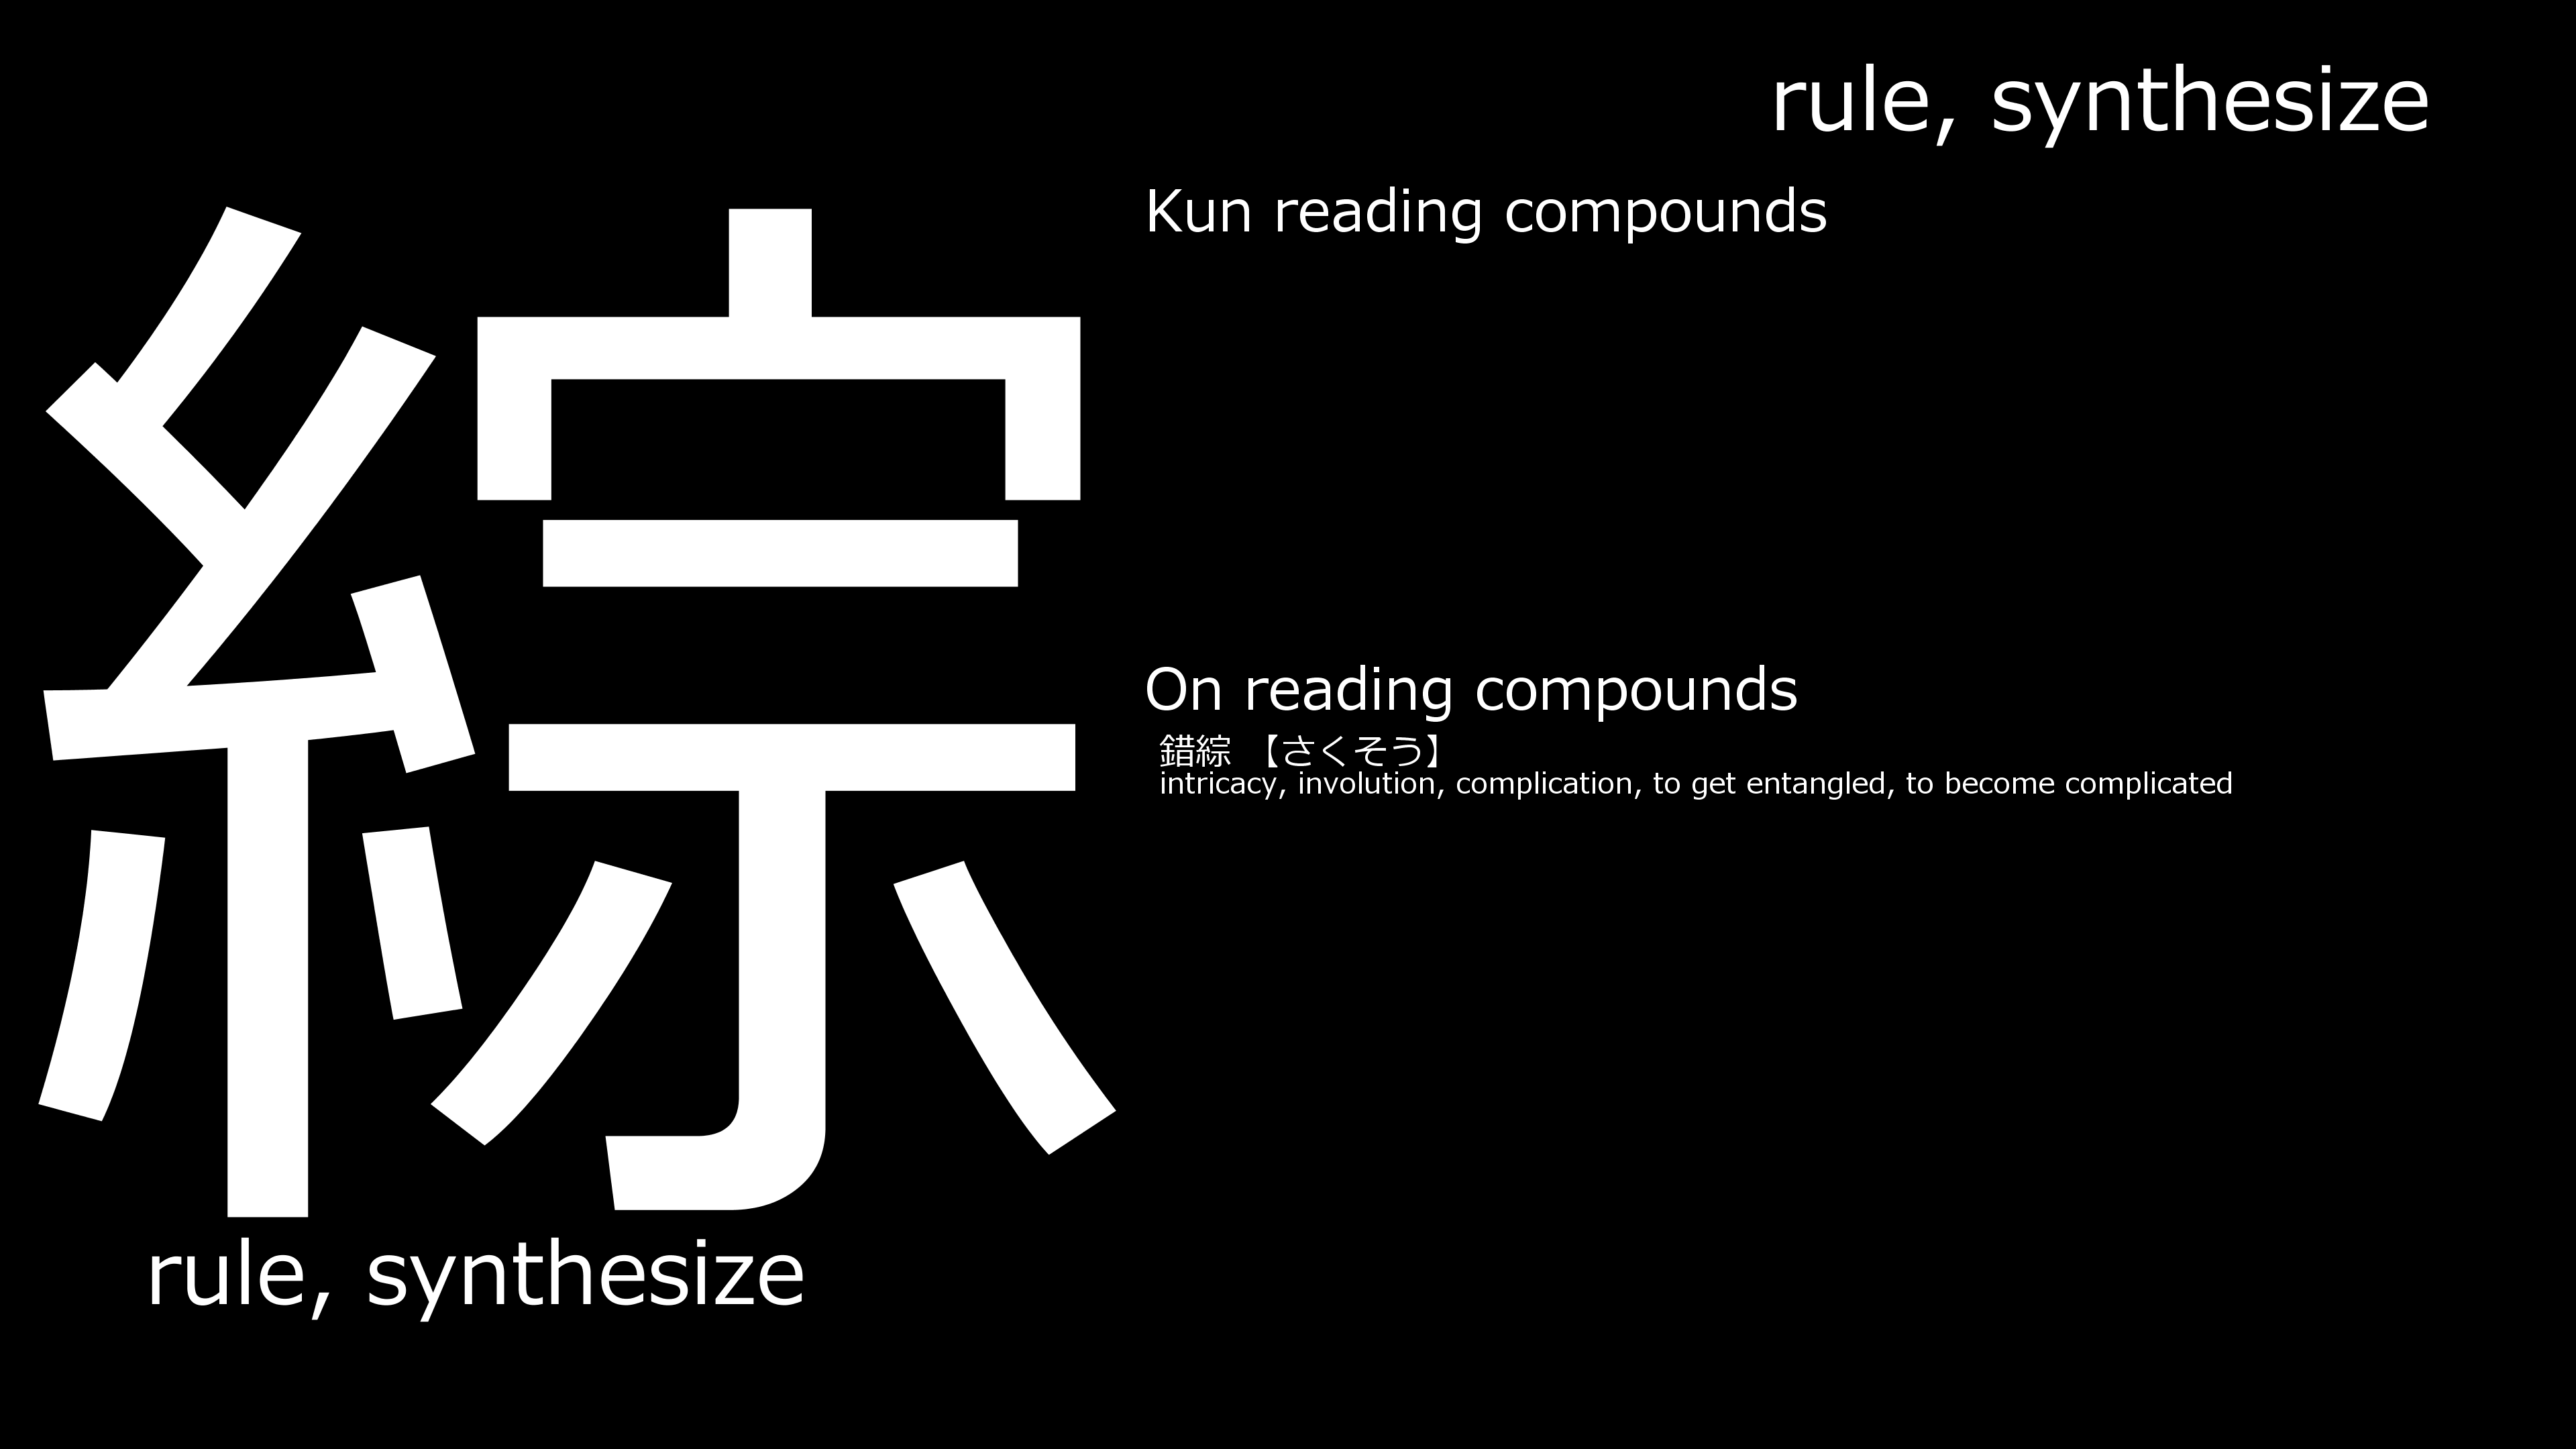 rule, synthesize
Kun reading compounds
綜
On reading compounds
錯綜 【さくそう】
intricacy, involution, complication, to get entangled, to become complicated
rule, synthesize